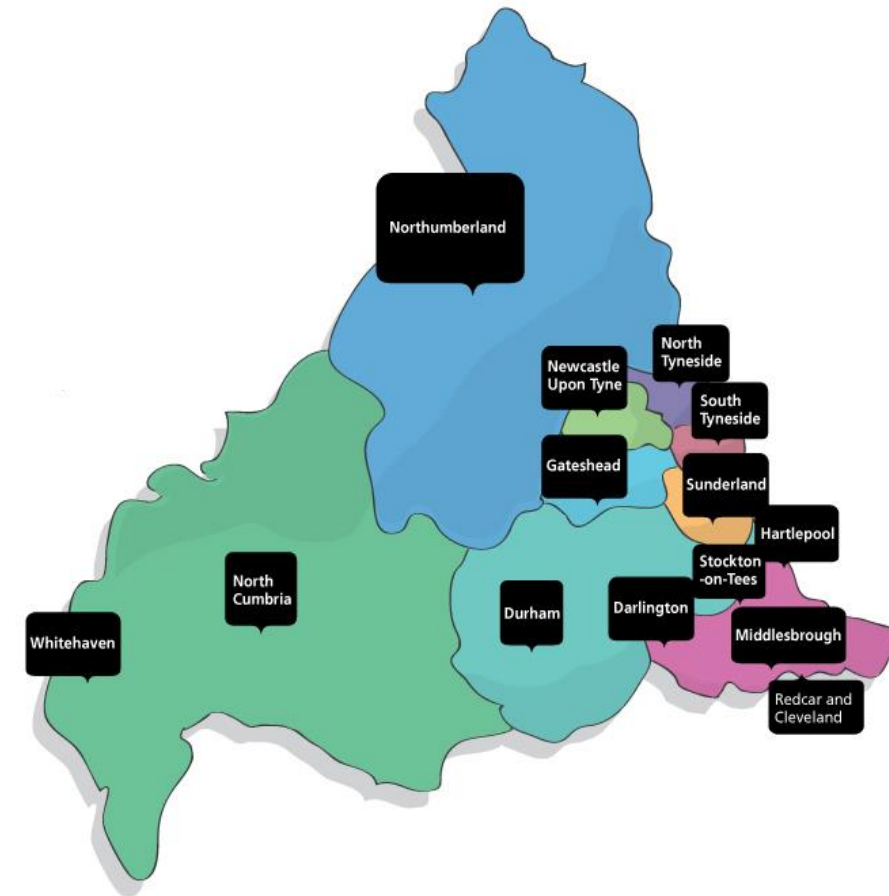 Northumberland
North
Tyneside
Newcastle
Upon Tyne
South
Tyneside
Gateshead
Sunderland
Hartlepool
Stockton
-on-Tees
North
Cumbria
Durham
Darlington
Whitehaven
Middlesbrough
Redcar and
Cleveland